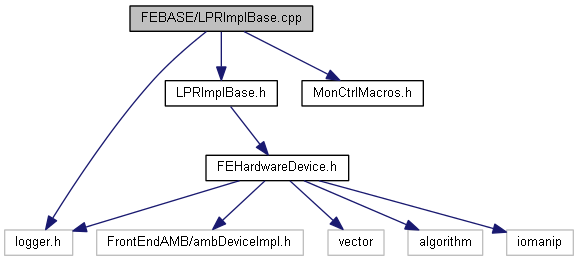 FEBASE/LPRImplBase.cpp
LPRImplBase.h
MonCtrlMacros.h
FEHardwareDevice.h
logger.h
FrontEndAMB/ambDeviceImpl.h
vector
algorithm
iomanip